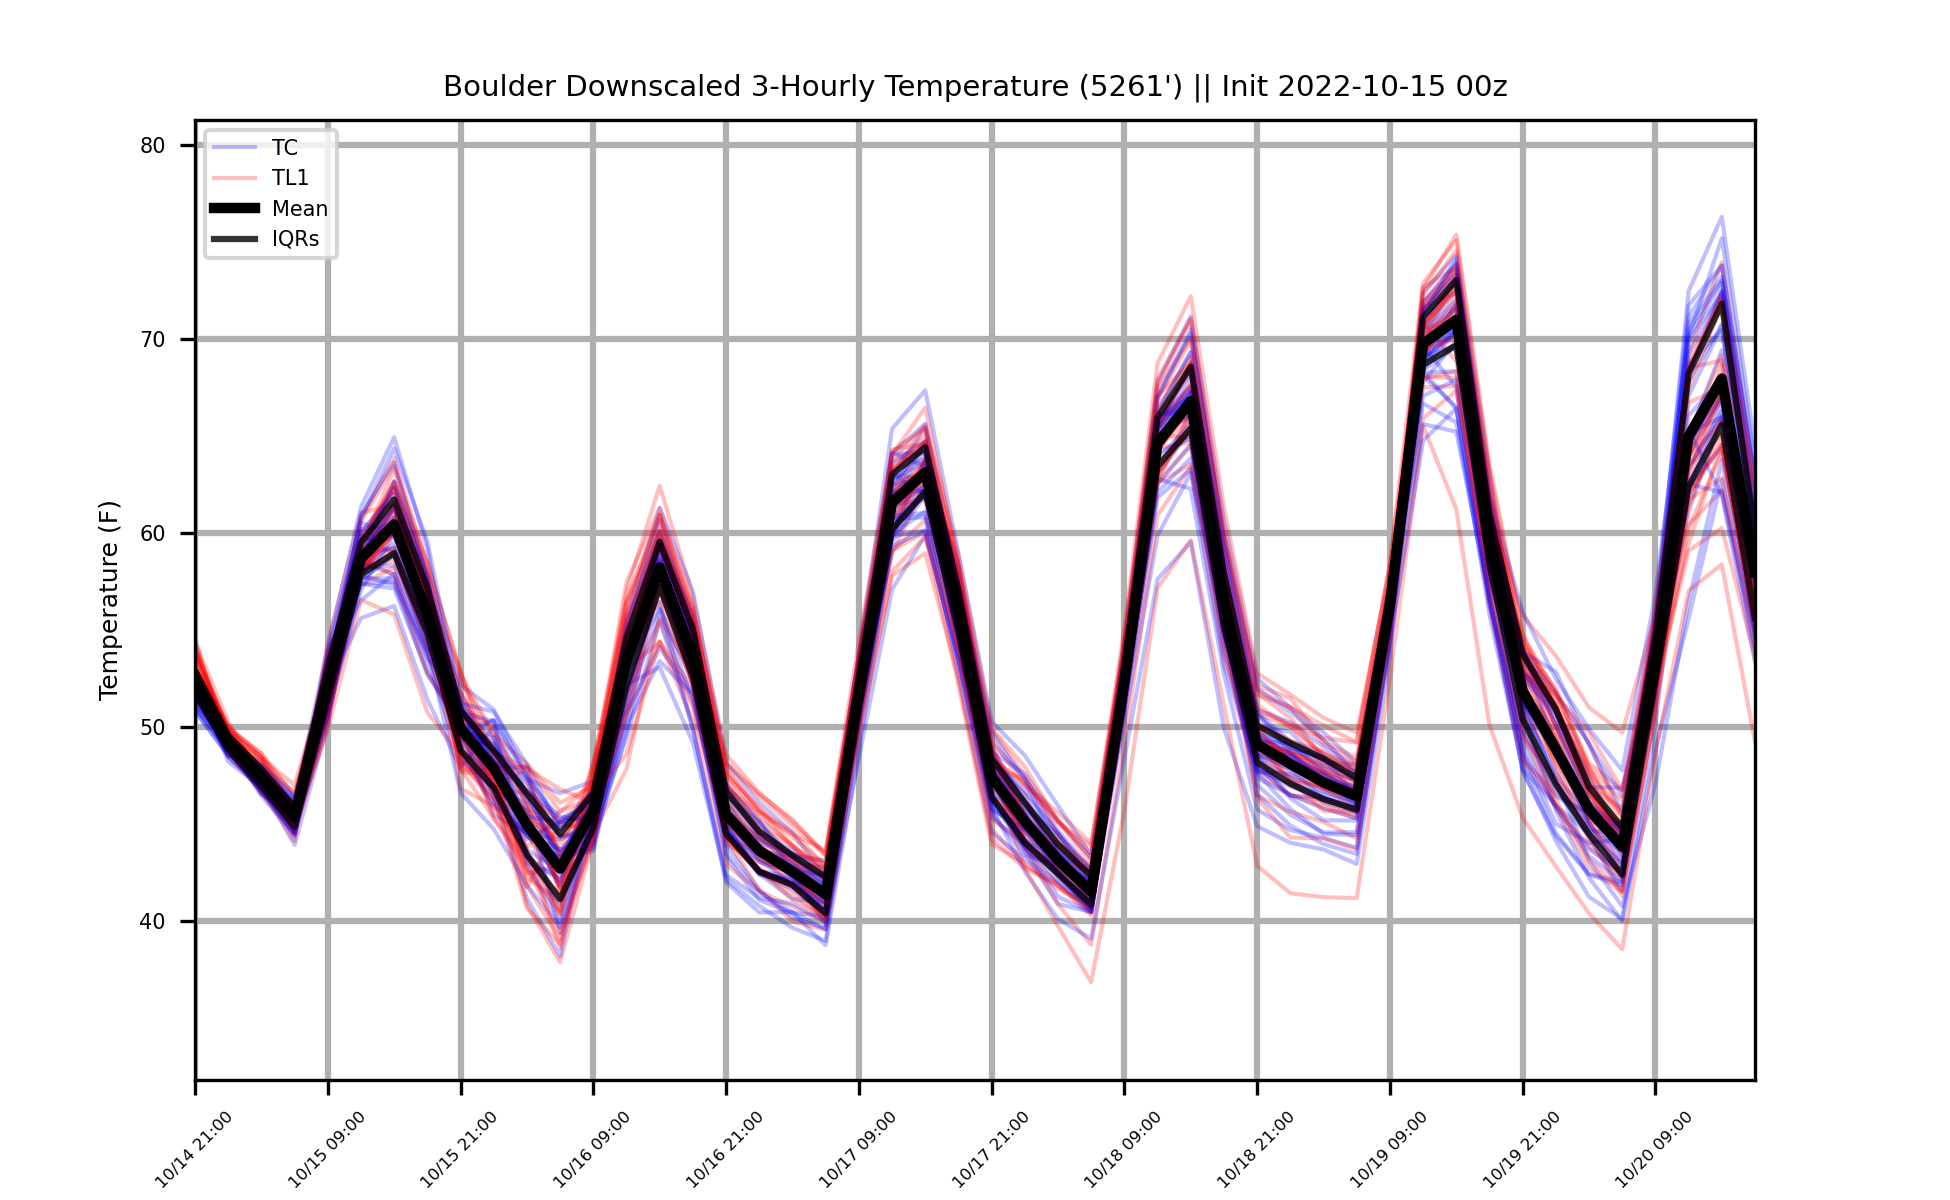 Boulder Downscaled 3-Hourly Temperature (5261') || Init 2022-10-15 00z
TC
TL1
Mean
IQRs
Temperature (F)
80
70
60
50
40
10/14 21:00
10/15 09:00
10/15 21:00
10/16 09:00
10/16 21:00
10/17 09:00
10/17 21:00
10/18 09:00
10/18 21:00
10/19 09:00
10/19 21:00
10/20 09:00